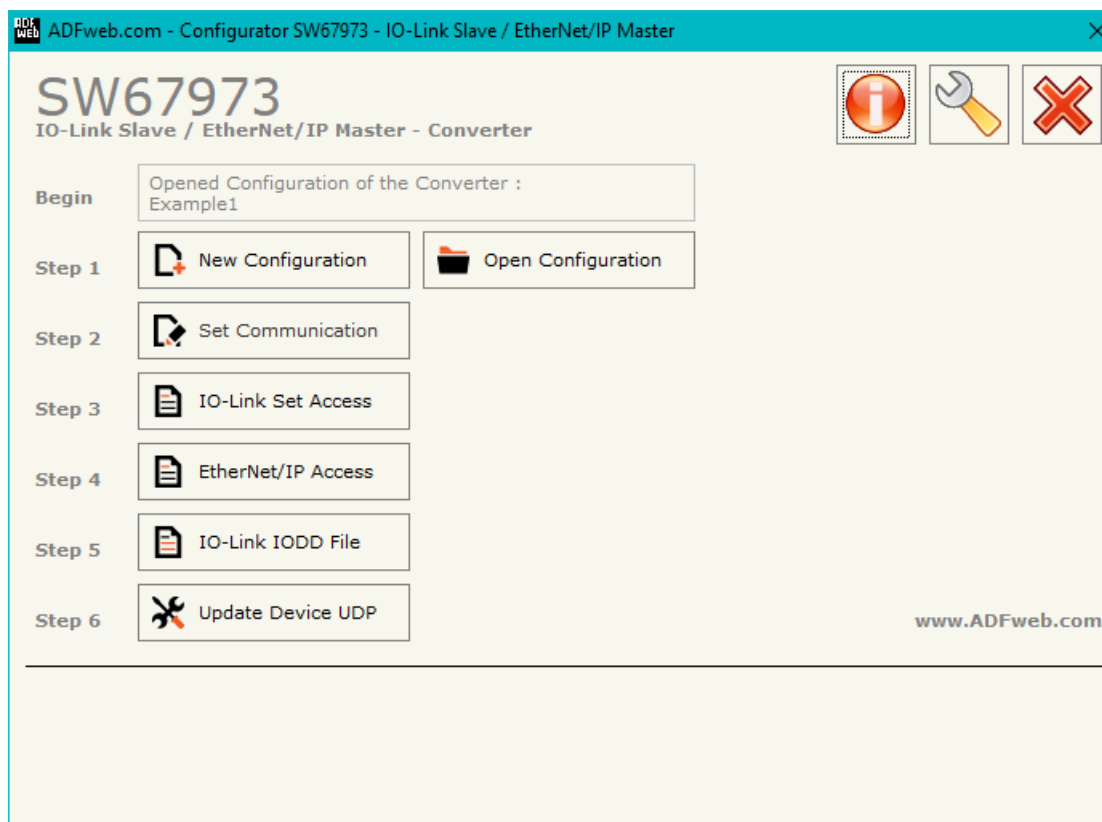 ADF
WEB
ADFweb.com - Configurator SW67973 - IO-Link Slave / EtherNet/IP Master
SW67973
IO-Link Slave / EtherNet/IP Master - Converter
Begin
Opened Configuration of the Converter :
Example1
Step 1
New Configuration
Open Configuration
Step 2
Set Communication
Step 3
IO-Link Set Access
Step 4
EtherNet/IP Access
Step 5
IO-Link IODD File
Step 6
Update Device UDP
www.ADFweb.com